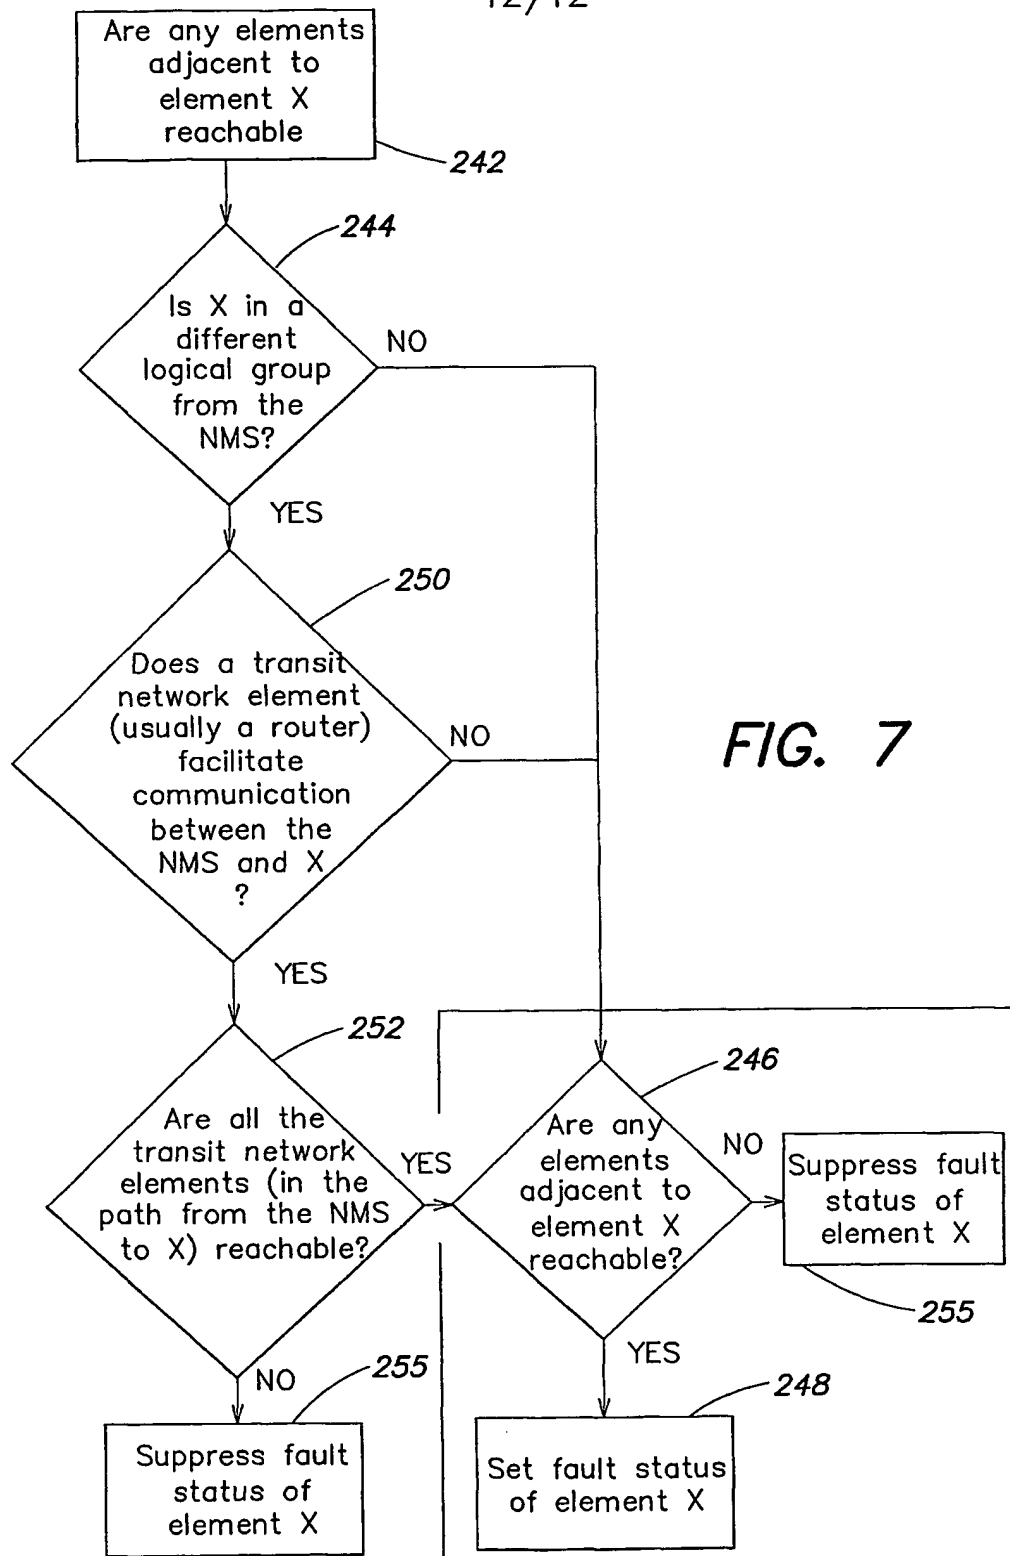 12/12
Are any elements
adjacent to
element X
reachable
242
244
Is X in a
different
logical group
from the
NMS?
NO
YES
250
Does a transit
network element
(usually a router)
facilitate
communication
between the
NMS and X
?
NO
FIG. 7
YES
252
Are all the
transit network
elements (in the
path from the NMS
to X) reachable?
YES
246
Are any
elements
adjacent to
element X
reachable?
NO
Suppress fault
status of
element X
255
NO
255
Suppress fault
status of
element X
YES
248
Set fault status
of element X